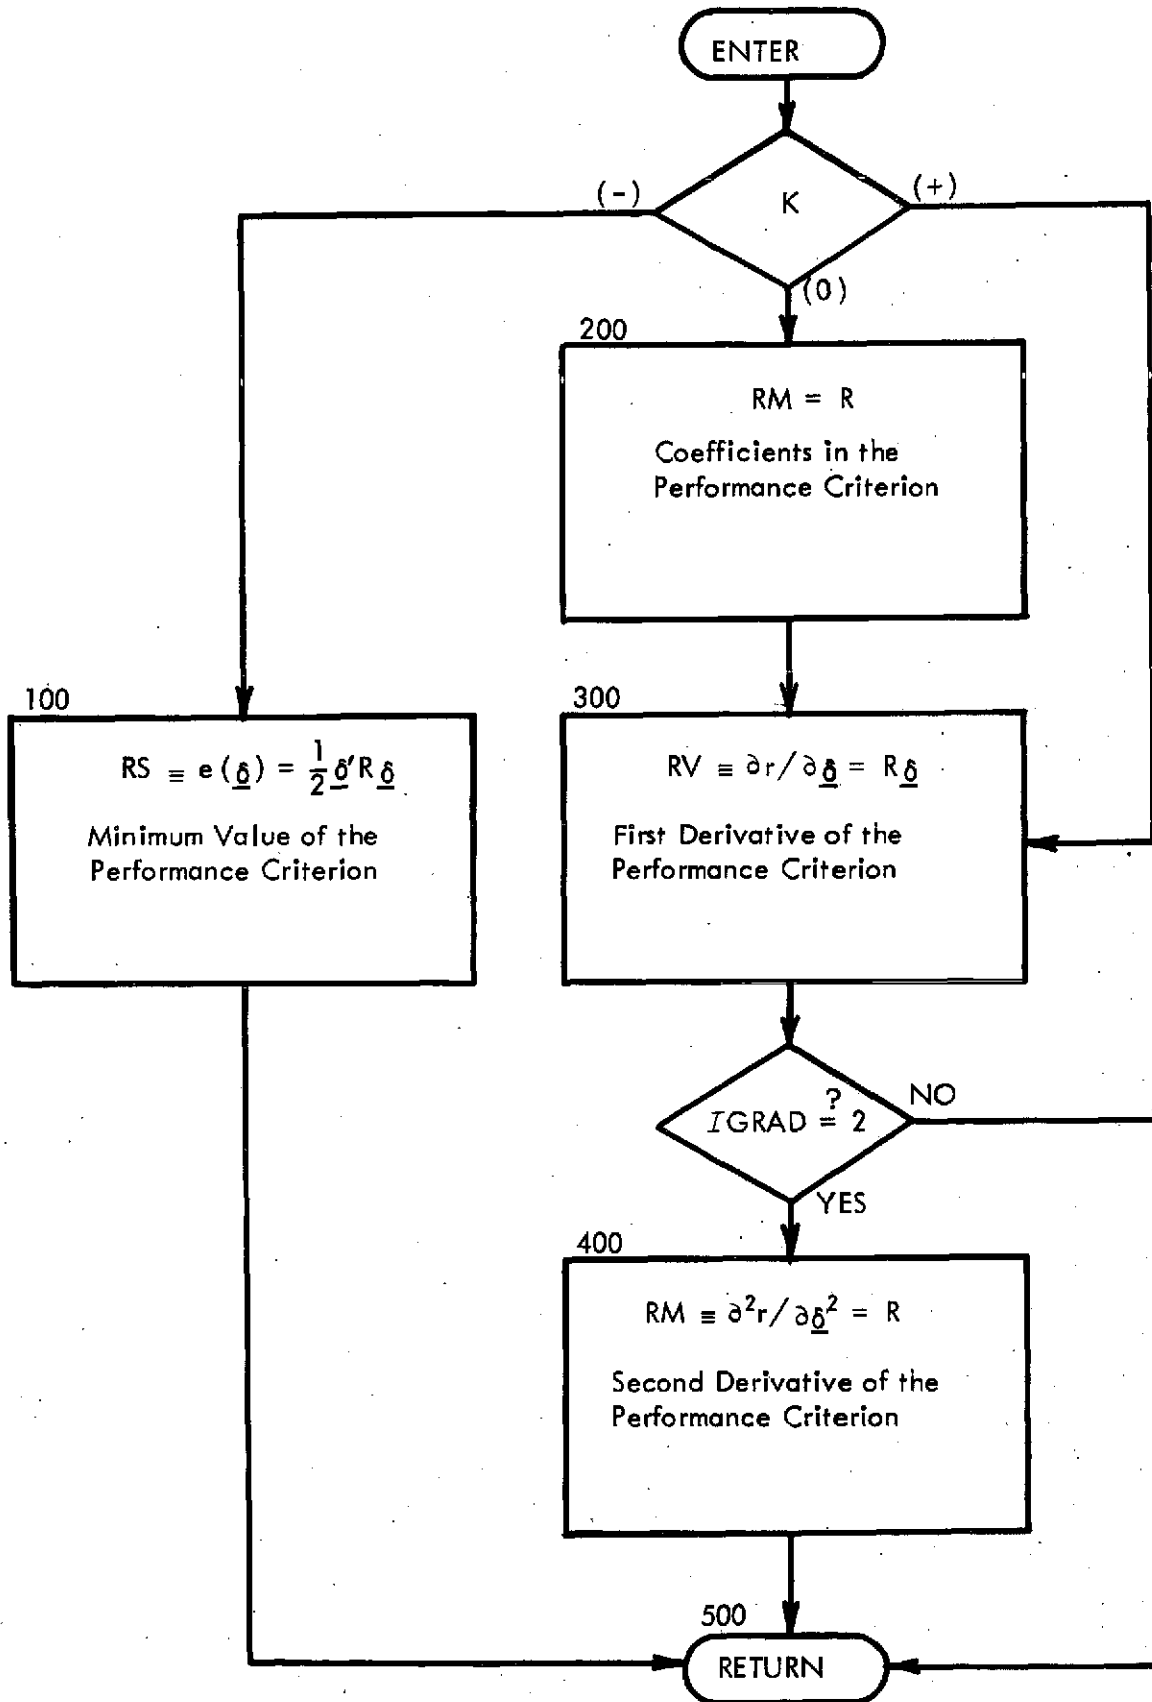 ENTER
K
(-)
(+)
(0)
200
RM = R
Coefficients in the
Performance Criterion
100
RS ≡ e(δ̲) = ½ δ̲′Rδ̲
Minimum Value of the
Performance Criterion
300
RV ≡ ∂r/∂δ̲ = Rδ̲
First Derivative of the
Performance Criterion
?
IGRAD = 2
NO
YES
400
RM ≡ ∂²r/∂δ̲² = R
Second Derivative of the
Performance Criterion
500
RETURN